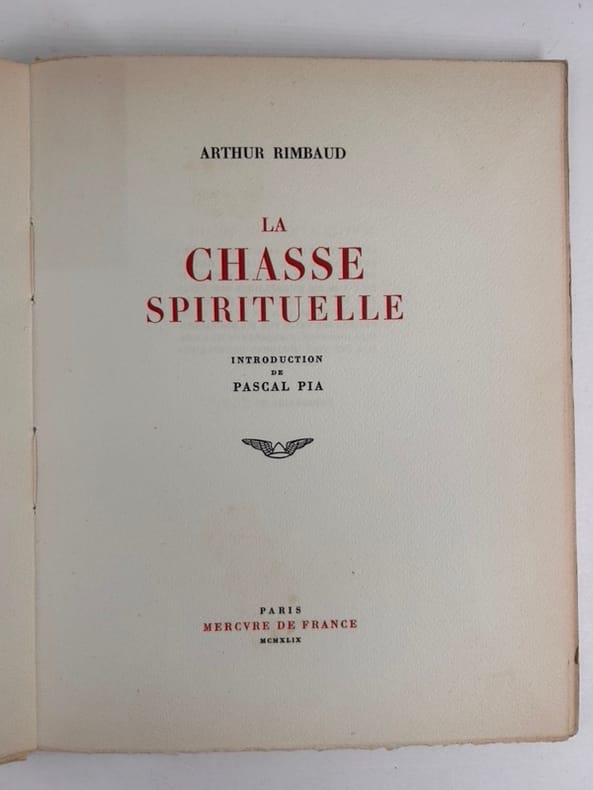 ARTHUR RIMBAUD
LA
CHASSE
SPIRITUELLE
INTRODUCTION
DE
PASCAL PIA
PARIS
MERCVRE DE FRANCE
MCMXLIX